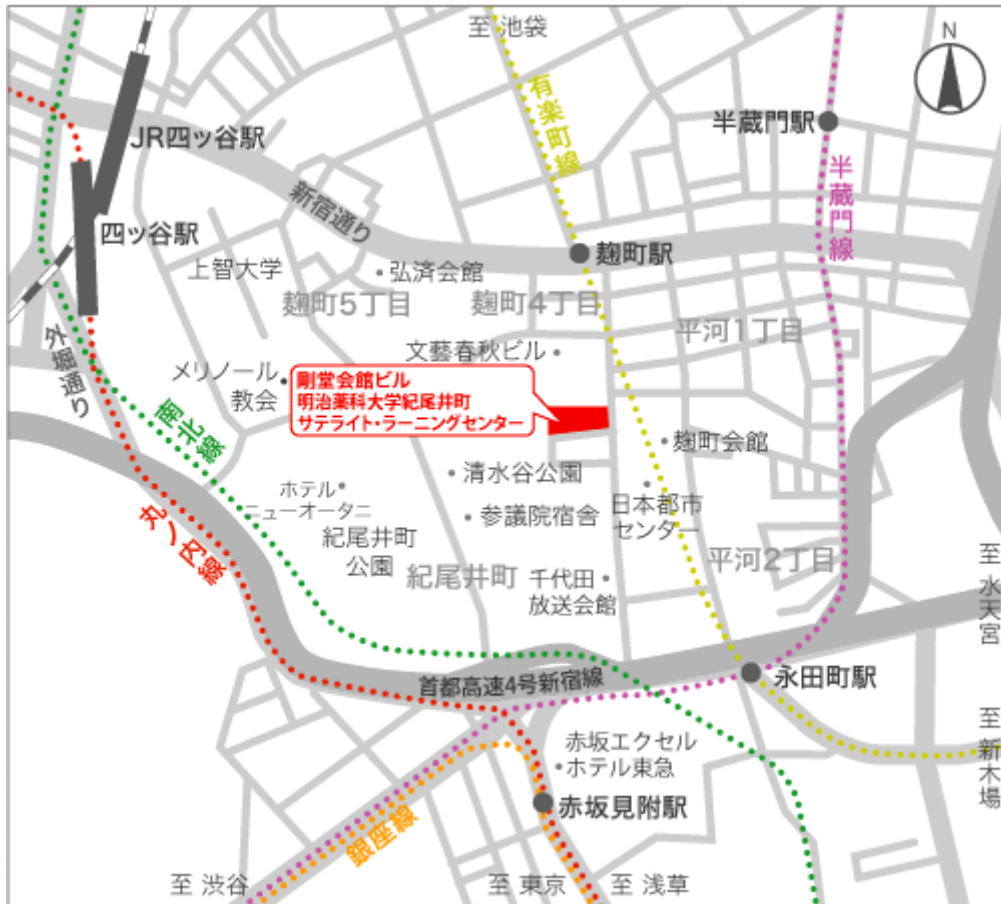 至 池袋
N
有楽町線
半蔵門駅
JR四ッ谷駅
半蔵門線
新宿通り
四ッ谷駅
麹町駅
上智大学
弘済会館
麹町5丁目
麹町4丁目
平河1丁目
外堀通り
文藝春秋ビル
メリノール
教会
剛堂会館ビル
明治薬科大学紀尾井町
サテライト・ラーニングセンター
南北線
麹町会館
清水谷公園
ホテル
ニューオータニ
参議院宿舎
日本都市
センター
丸ノ内線
紀尾井町
公園
紀尾井町
千代田
放送会館
平河2丁目
至 水天宮
首都高速4号新宿線
永田町駅
至 新木場
赤坂エクセル
ホテル東急
赤坂見附駅
銀座線
至 渋谷
至 東京
至 浅草